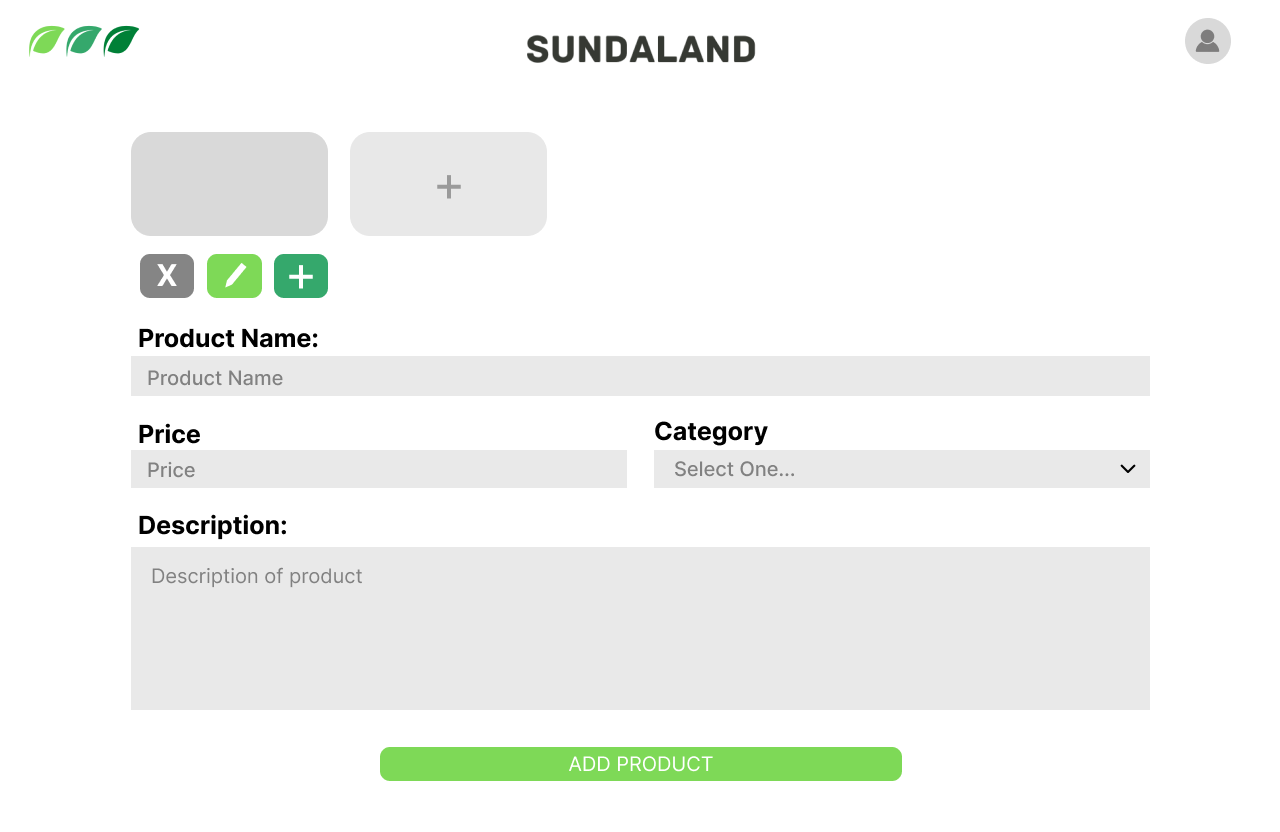 SUNDALAND
+
X
+
Product Name:
Product Name
Price
Category
Price
Select One...
Description:
Description of product
ADD PRODUCT